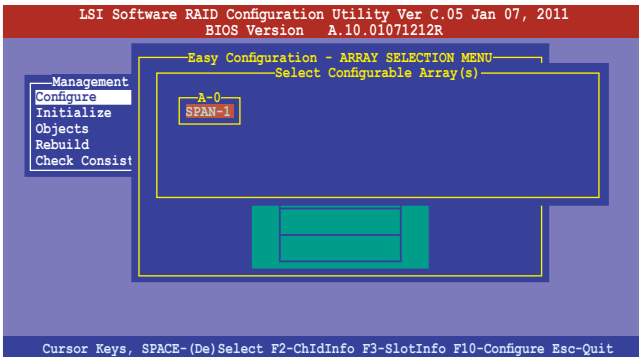 LSI Software RAID Configuration Utility Ver C.05 Jan 07, 2011
BIOS Version A.10.01071212R
Easy Configuration - ARRAY SELECTION MENU
Select Configurable Array(s)
Management
Configure
Initialize
Objects
Rebuild
Check Consist
A-0
SPAN-1
Cursor Keys, SPACE-(De)Select F2-ChIdInfo F3-SlotInfo F10-Configure Esc-Quit